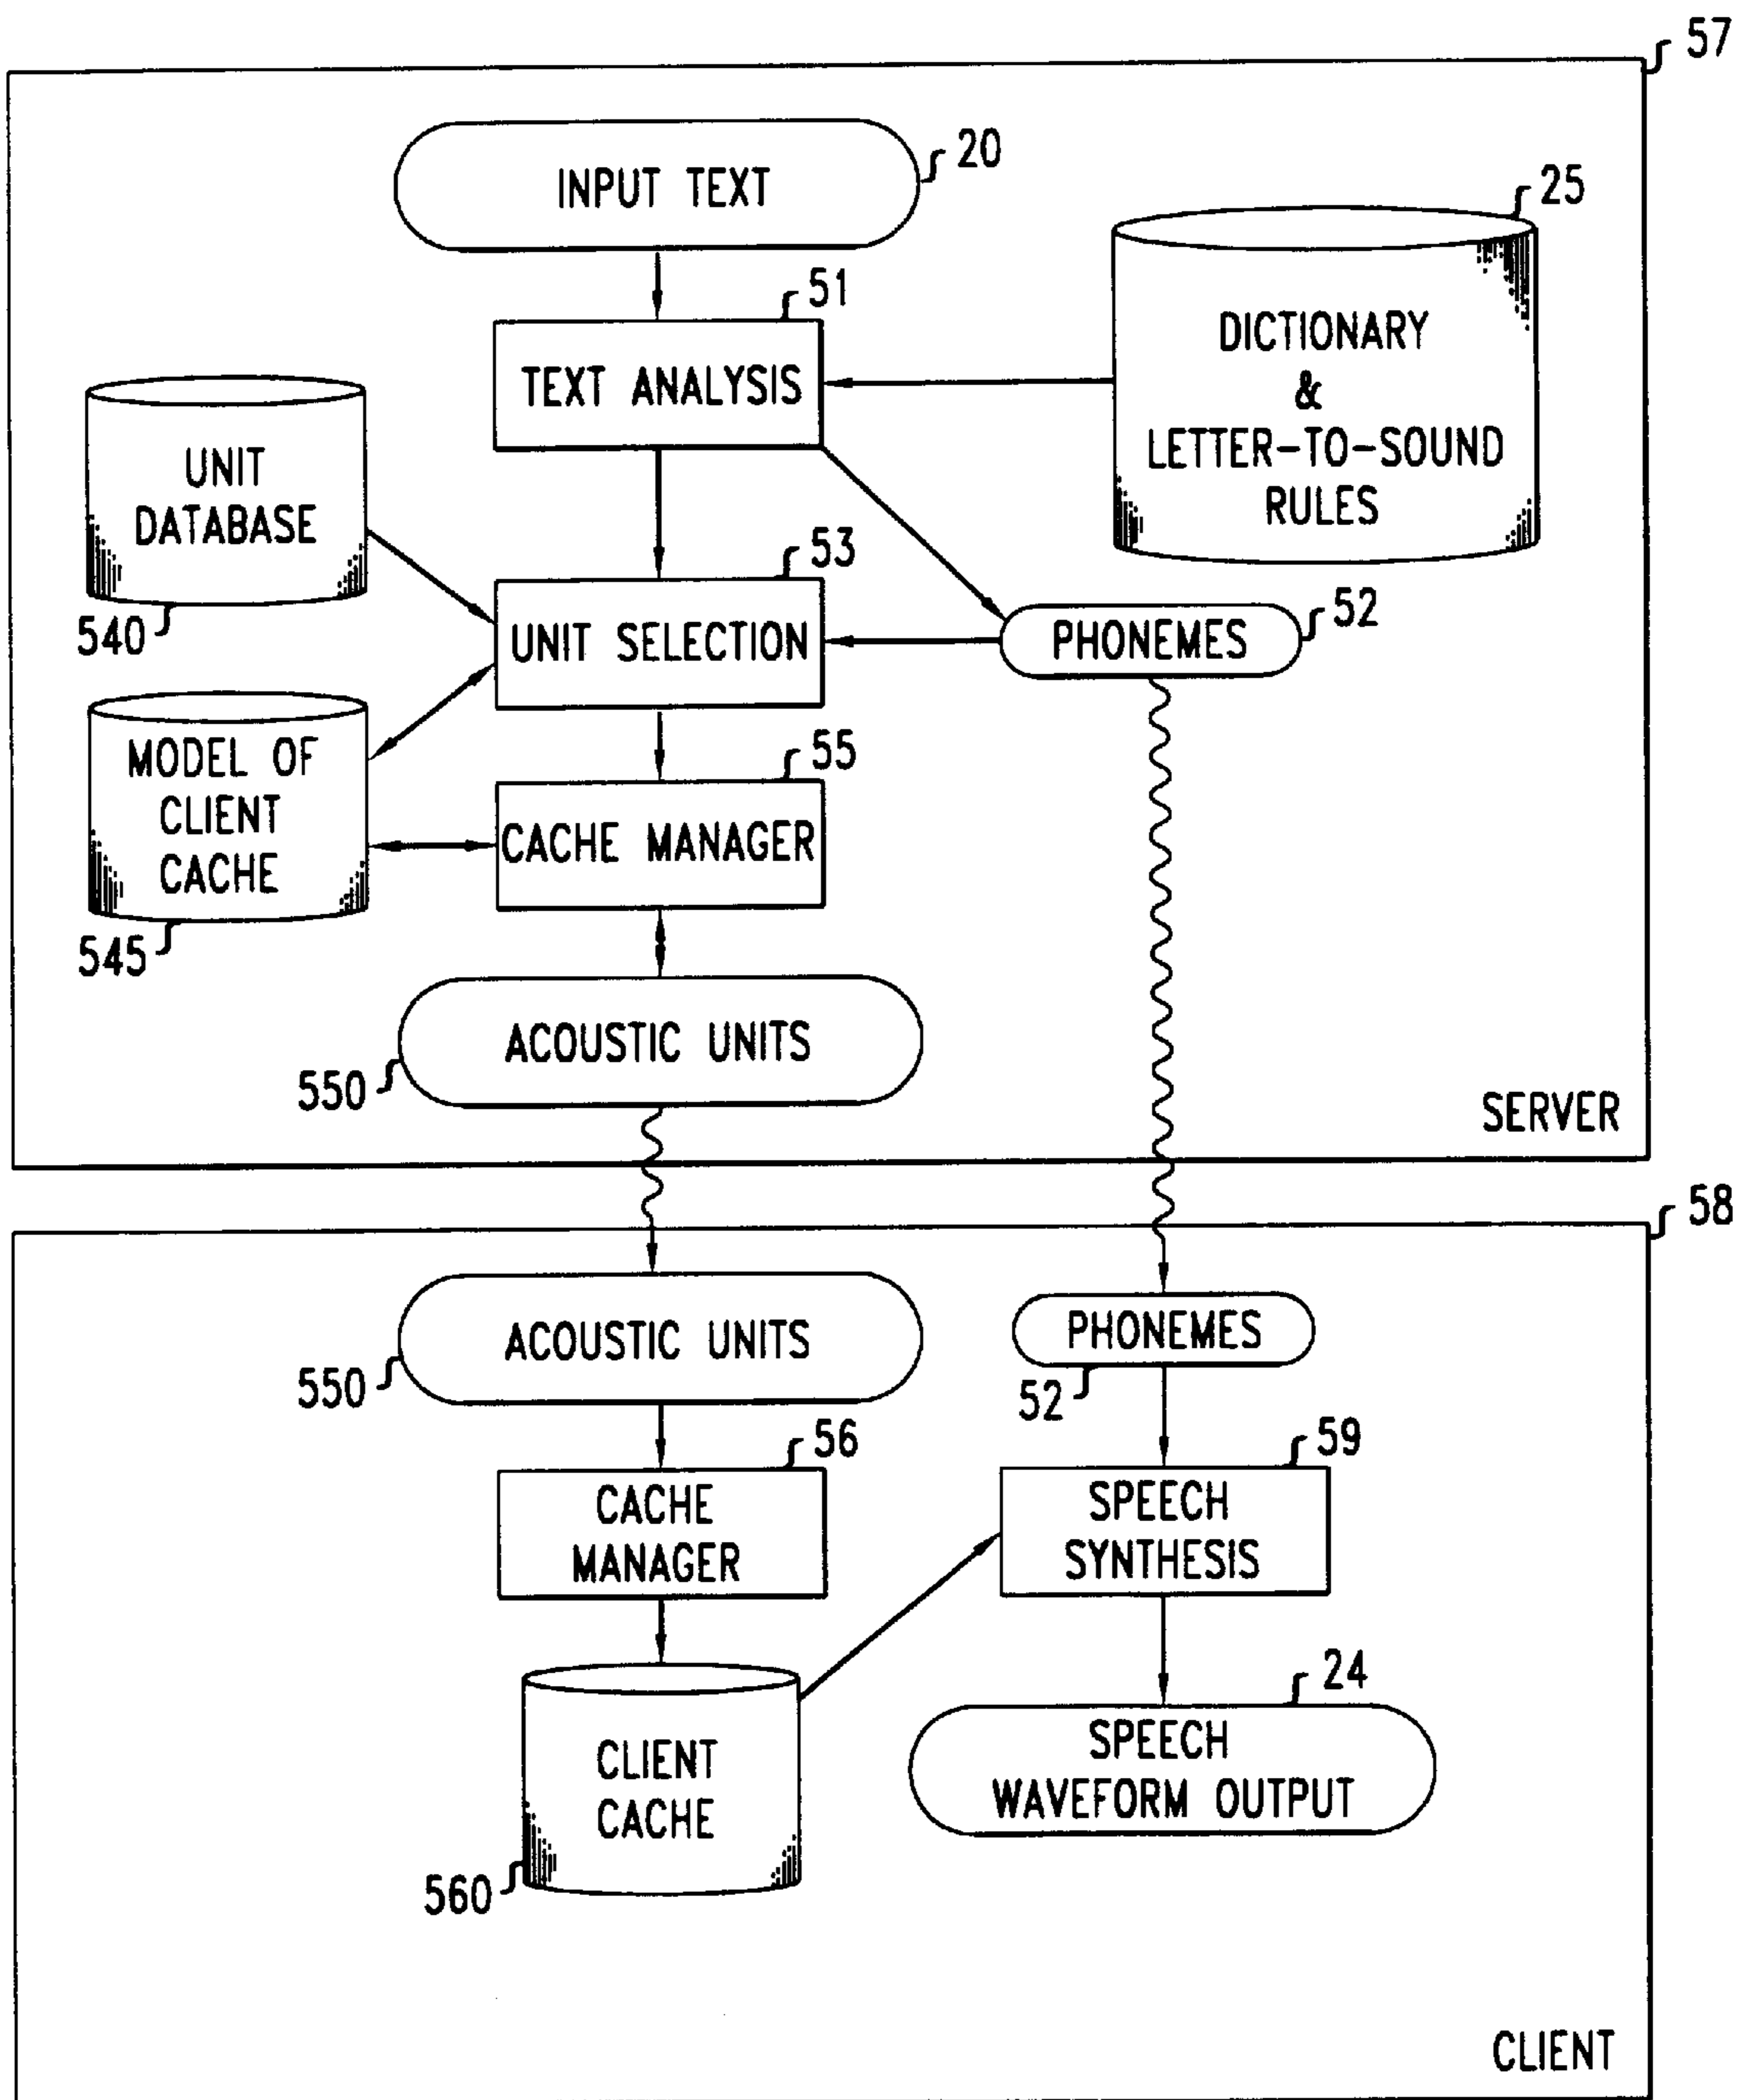 57
INPUT TEXT
20
25
DICTIONARY
&
LETTER-TO-SOUND
RULES
51
TEXT ANALYSIS
UNIT
DATABASE
540
53
UNIT SELECTION
52
PHONEMES
MODEL OF
CLIENT
CACHE
545
55
CACHE MANAGER
ACOUSTIC UNITS
550
SERVER
58
ACOUSTIC UNITS
550
PHONEMES
52
56
CACHE
MANAGER
59
SPEECH
SYNTHESIS
CLIENT
CACHE
560
24
SPEECH
WAVEFORM OUTPUT
CLIENT